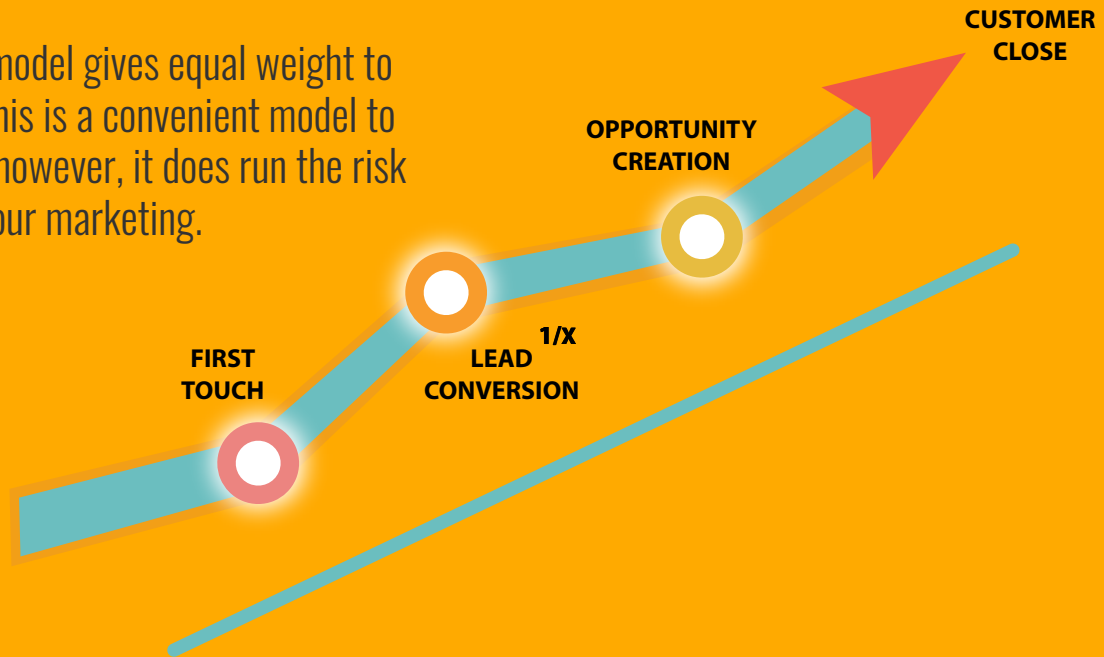 model gives equal weight to
his is a convenient model to
however, it does run the risk
our marketing.
CUSTOMER
CLOSE
OPPORTUNITY
CREATION
1/X
LEAD
CONVERSION
FIRST
TOUCH